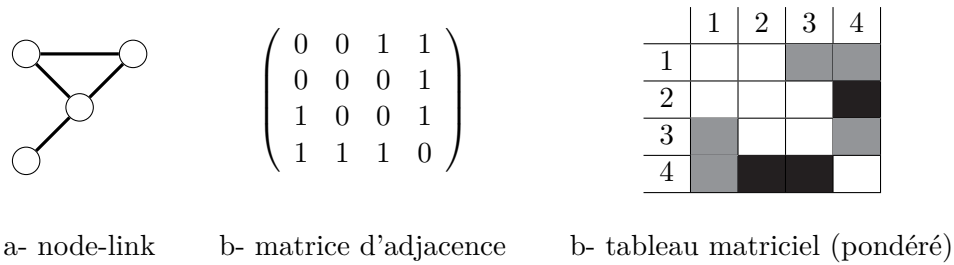 0 0 1 1
0 0 0 1
1 0 0 1
1 1 1 0
1 2 3 4
1
2
3
4
a- node-link
b- matrice d'adjacence
b- tableau matriciel (pondéré)